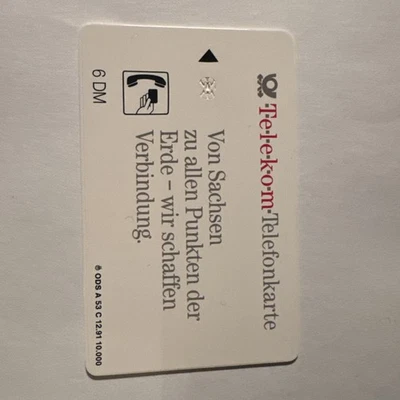 T·e·l·e·k·o·m·Telefonkarte
Von Sachsen
zu allen Punkten der
Erde – wir schaffen
Verbindung.
6 DM
® ODS A 53 C 12.91 10.000